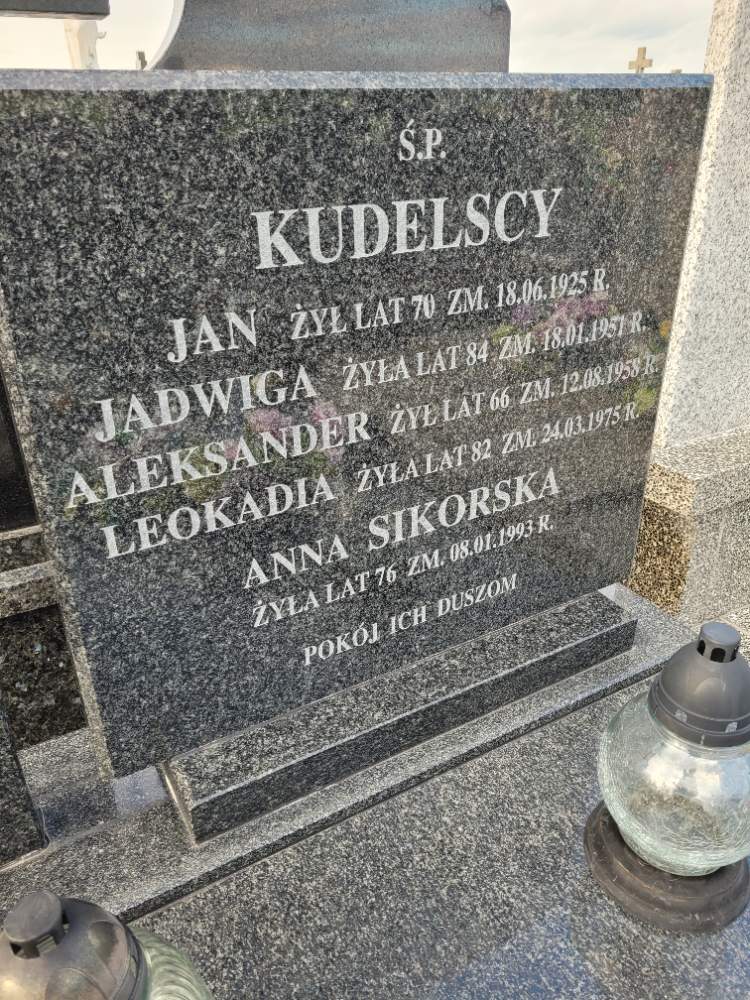 Ś.P.
KUDELSCY
JAN ŻYŁ LAT 70 ZM. 18.06.1925 R.
JADWIGA ŻYŁA LAT 84 ZM. 18.01.1951 R.
ALEKSANDER ŻYŁ LAT 66 ZM. 12.08.1958 R.
LEOKADIA ŻYŁA LAT 82 ZM. 24.03.1975 R.
ANNA SIKORSKA
ŻYŁA LAT 76 ZM. 08.01.1993 R.
POKÓJ ICH DUSZOM